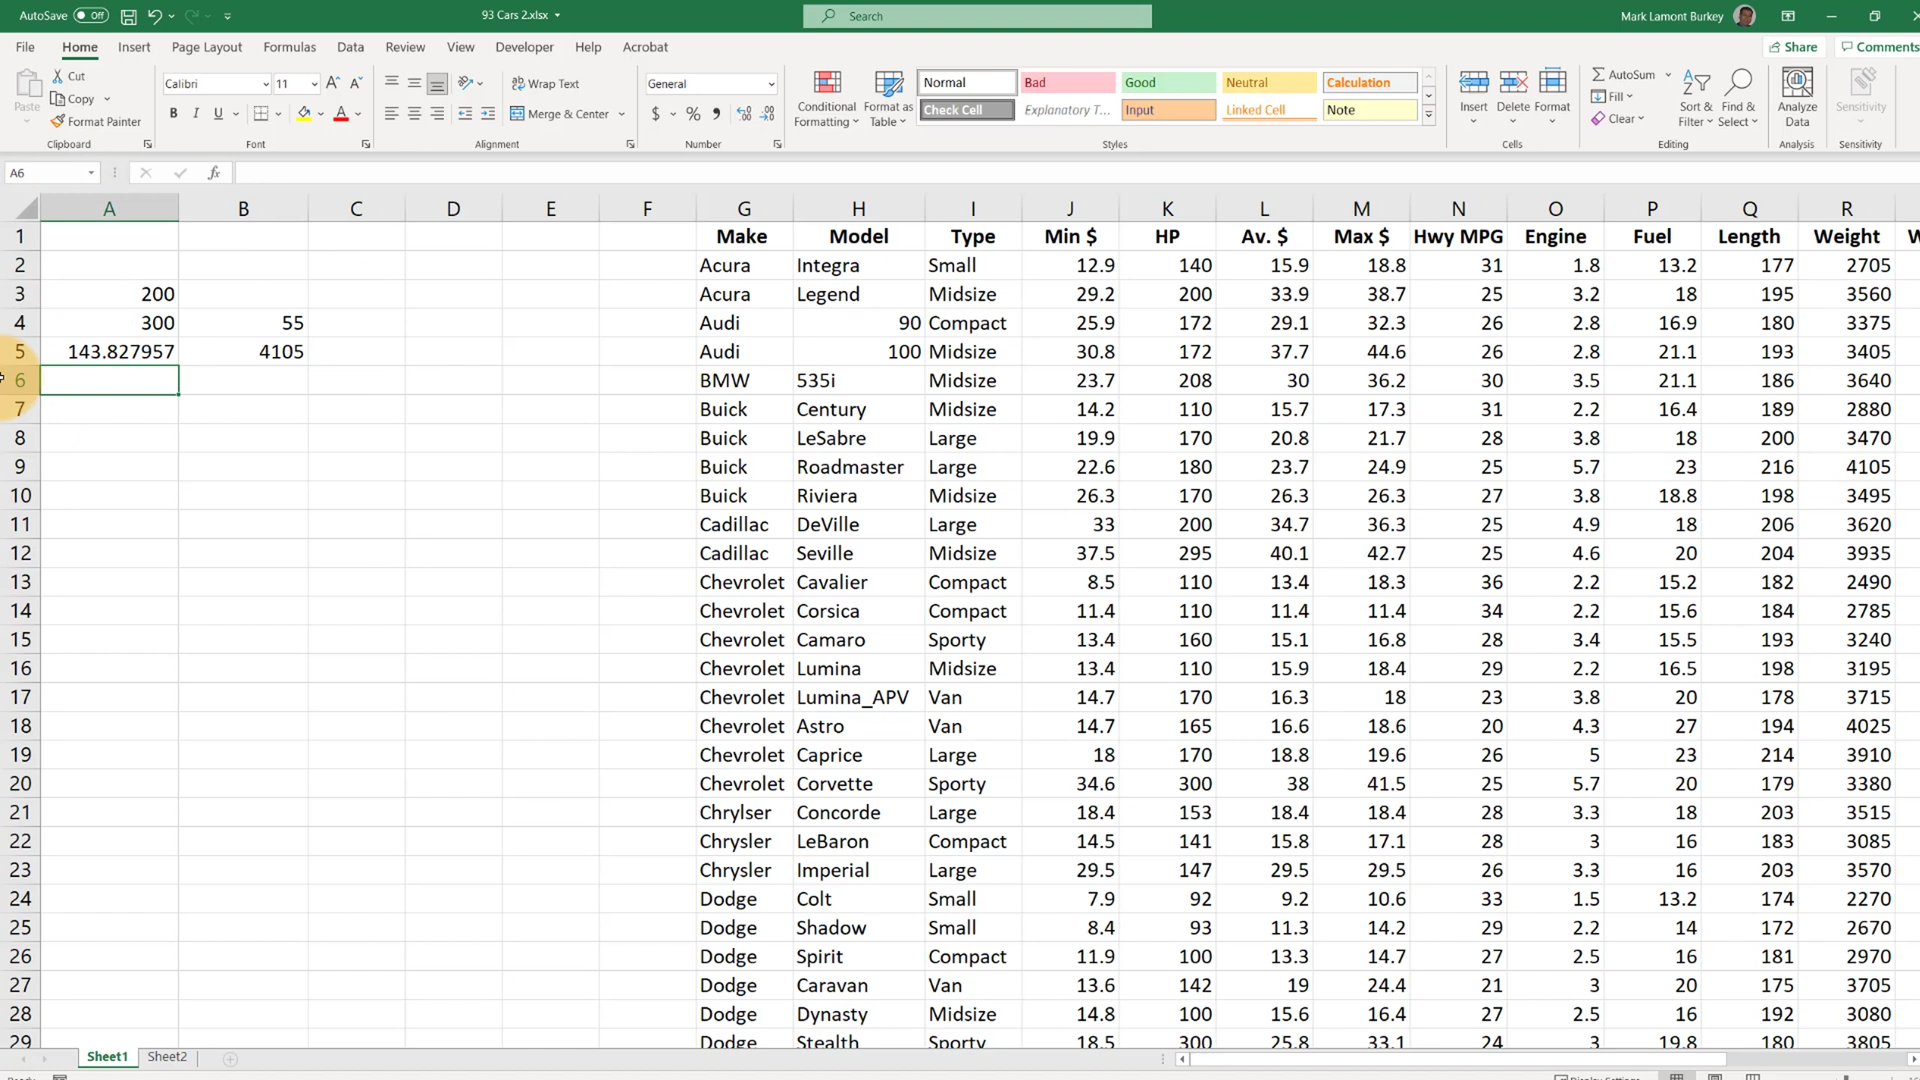 AutoSave Off 93 Cars 2.xlsx Search Mark Lamont Burkey
File Home Insert Page Layout Formulas Data Review View Developer Help Acrobat Share Comments
Paste Cut Copy Format Painter Clipboard
Calibri 11 B I U Font
Wrap Text Merge & Center Alignment
General $ % Number
Conditional Formatting Format as Table
Normal Bad Good Neutral Calculation
Check Cell Explanatory T... Input Linked Cell Note
Styles
Insert Delete Format Cells
AutoSum Fill Clear Sort & Filter Find & Select Editing
Analyze Data Analysis
Sensitivity Sensitivity
A6 fx
A B C D E F G H I J K L M N O P Q R
1 Make Model Type Min $ HP Av. $ Max $ Hwy MPG Engine Fuel Length Weight W
2 Acura Integra Small 12.9 140 15.9 18.8 31 1.8 13.2 177 2705
3 200 Acura Legend Midsize 29.2 200 33.9 38.7 25 3.2 18 195 3560
4 300 55 Audi 90 Compact 25.9 172 29.1 32.3 26 2.8 16.9 180 3375
5 143.827957 4105 Audi 100 Midsize 30.8 172 37.7 44.6 26 2.8 21.1 193 3405
6 BMW 535i Midsize 23.7 208 30 36.2 30 3.5 21.1 186 3640
7 Buick Century Midsize 14.2 110 15.7 17.3 31 2.2 16.4 189 2880
8 Buick LeSabre Large 19.9 170 20.8 21.7 28 3.8 18 200 3470
9 Buick Roadmaster Large 22.6 180 23.7 24.9 25 5.7 23 216 4105
10 Buick Riviera Midsize 26.3 170 26.3 26.3 27 3.8 18.8 198 3495
11 Cadillac DeVille Large 33 200 34.7 36.3 25 4.9 18 206 3620
12 Cadillac Seville Midsize 37.5 295 40.1 42.7 25 4.6 20 204 3935
13 Chevrolet Cavalier Compact 8.5 110 13.4 18.3 36 2.2 15.2 182 2490
14 Chevrolet Corsica Compact 11.4 110 11.4 11.4 34 2.2 15.6 184 2785
15 Chevrolet Camaro Sporty 13.4 160 15.1 16.8 28 3.4 15.5 193 3240
16 Chevrolet Lumina Midsize 13.4 110 15.9 18.4 29 2.2 16.5 198 3195
17 Chevrolet Lumina_APV Van 14.7 170 16.3 18 23 3.8 20 178 3715
18 Chevrolet Astro Van 14.7 165 16.6 18.6 20 4.3 27 194 4025
19 Chevrolet Caprice Large 18 170 18.8 19.6 26 5 23 214 3910
20 Chevrolet Corvette Sporty 34.6 300 38 41.5 25 5.7 20 179 3380
21 Chrylser Concorde Large 18.4 153 18.4 18.4 28 3.3 18 203 3515
22 Chrysler LeBaron Compact 14.5 141 15.8 17.1 28 3 16 183 3085
23 Chrysler Imperial Large 29.5 147 29.5 29.5 26 3.3 16 203 3570
24 Dodge Colt Small 7.9 92 9.2 10.6 33 1.5 13.2 174 2270
25 Dodge Shadow Small 8.4 93 11.3 14.2 29 2.2 14 172 2670
26 Dodge Spirit Compact 11.9 100 13.3 14.7 27 2.5 16 181 2970
27 Dodge Caravan Van 13.6 142 19 24.4 21 3 20 175 3705
28 Dodge Dynasty Midsize 14.8 100 15.6 16.4 27 2.5 16 192 3080
29 Dodge Stealth Sporty 18.5 300 25.8 33.1 24 3 19.8 180 3805
Sheet1 Sheet2